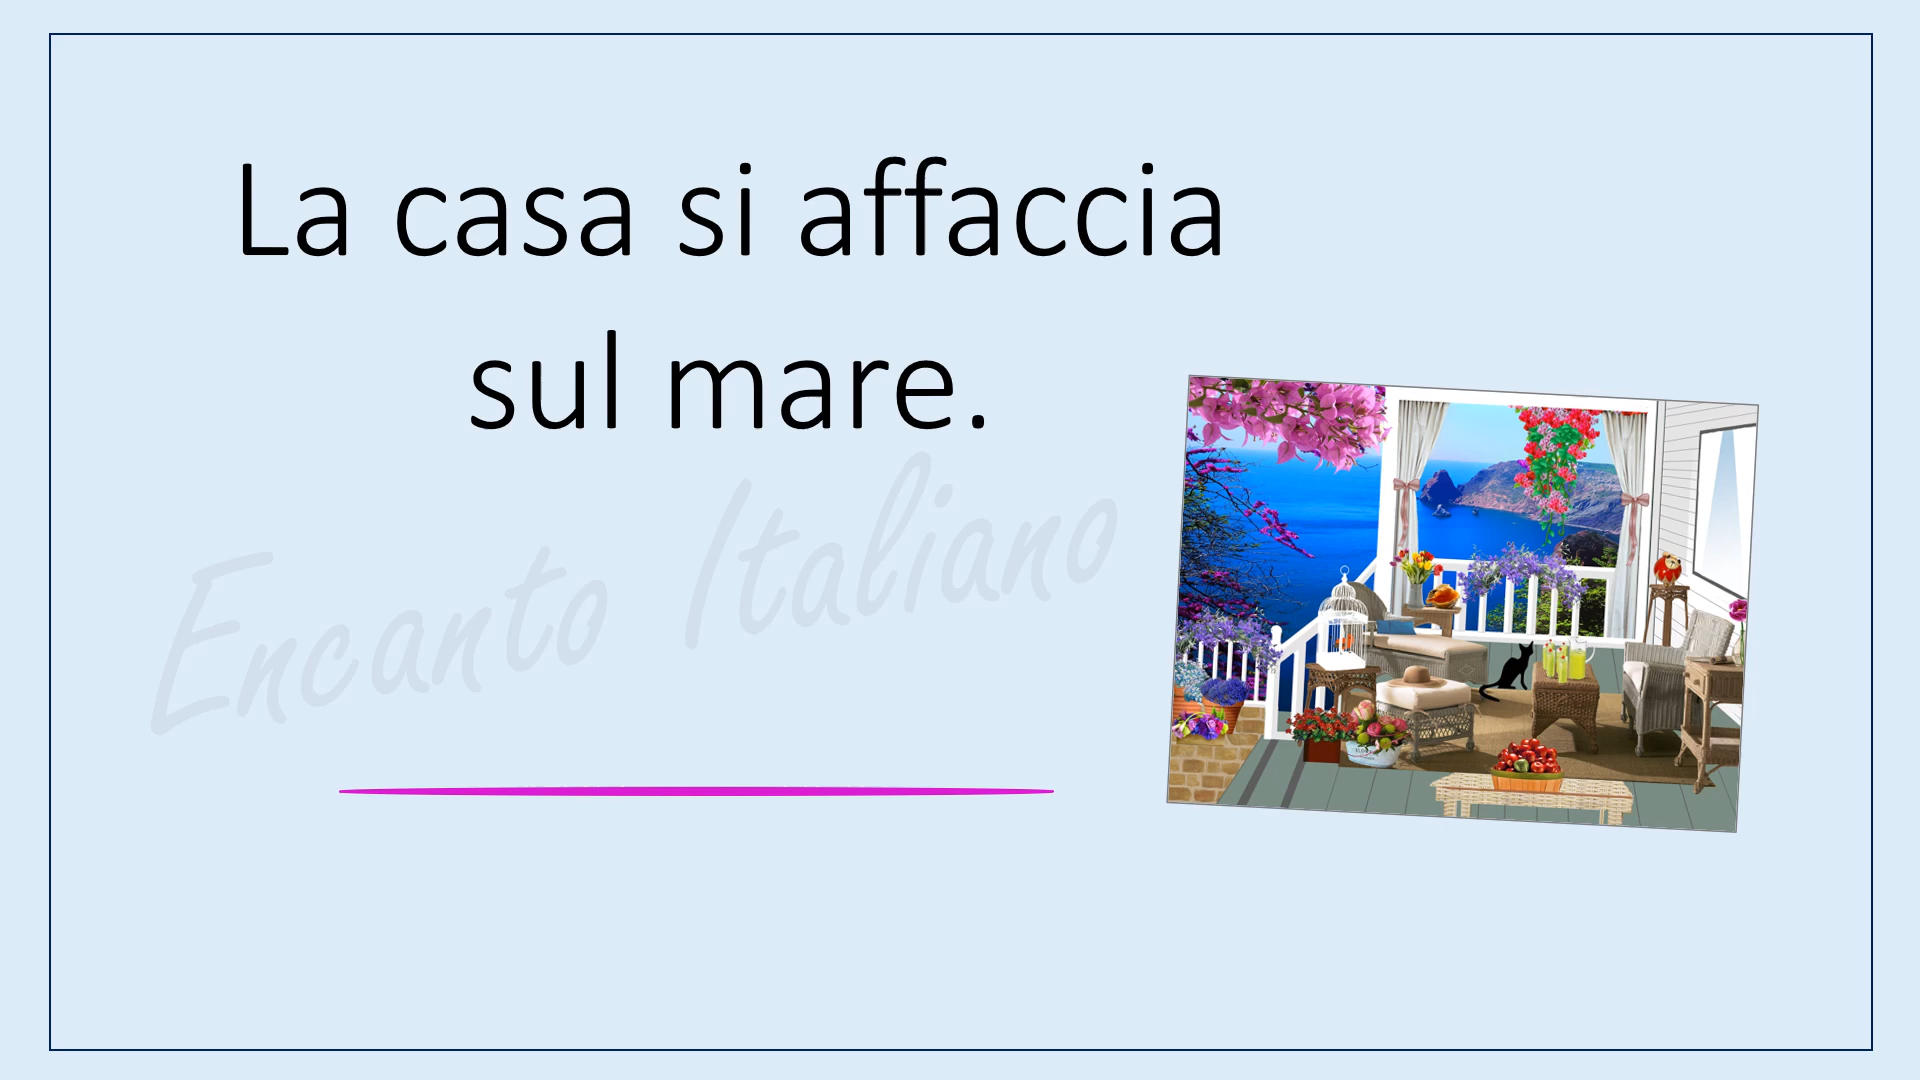 La casa si affaccia
sul mare.
Encanto Italiano